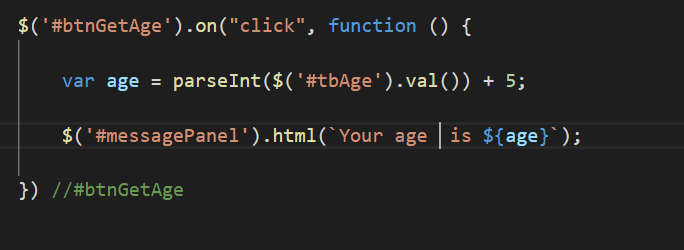 $('#btnGetAge').on("click", function () {
var age = parseInt($('#tbAge').val()) + 5;
$('#messagePanel').html(`Your age  is ${age}`);
}) //#btnGetAge